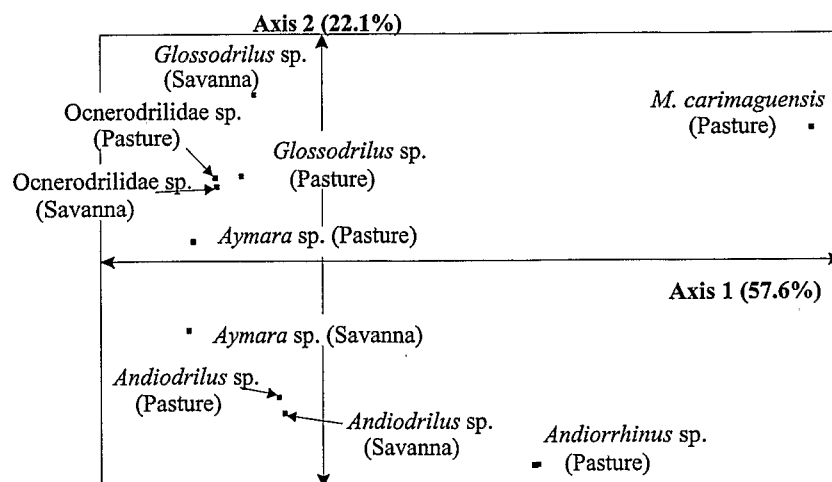 Axis 2 (22.1%)
Glossodrilus sp.
(Savanna)
M. carimaguensis
(Pasture)
Ocnerodrilidae sp.
(Pasture)
Glossodrilus sp.
(Pasture)
Ocnerodrilidae sp.
(Savanna)
Aymara sp. (Pasture)
Axis 1 (57.6%)
Aymara sp. (Savanna)
Andiodrilus sp.
(Pasture)
Andiodrilus sp.
(Savanna)
Andiorrhinus sp.
(Pasture)